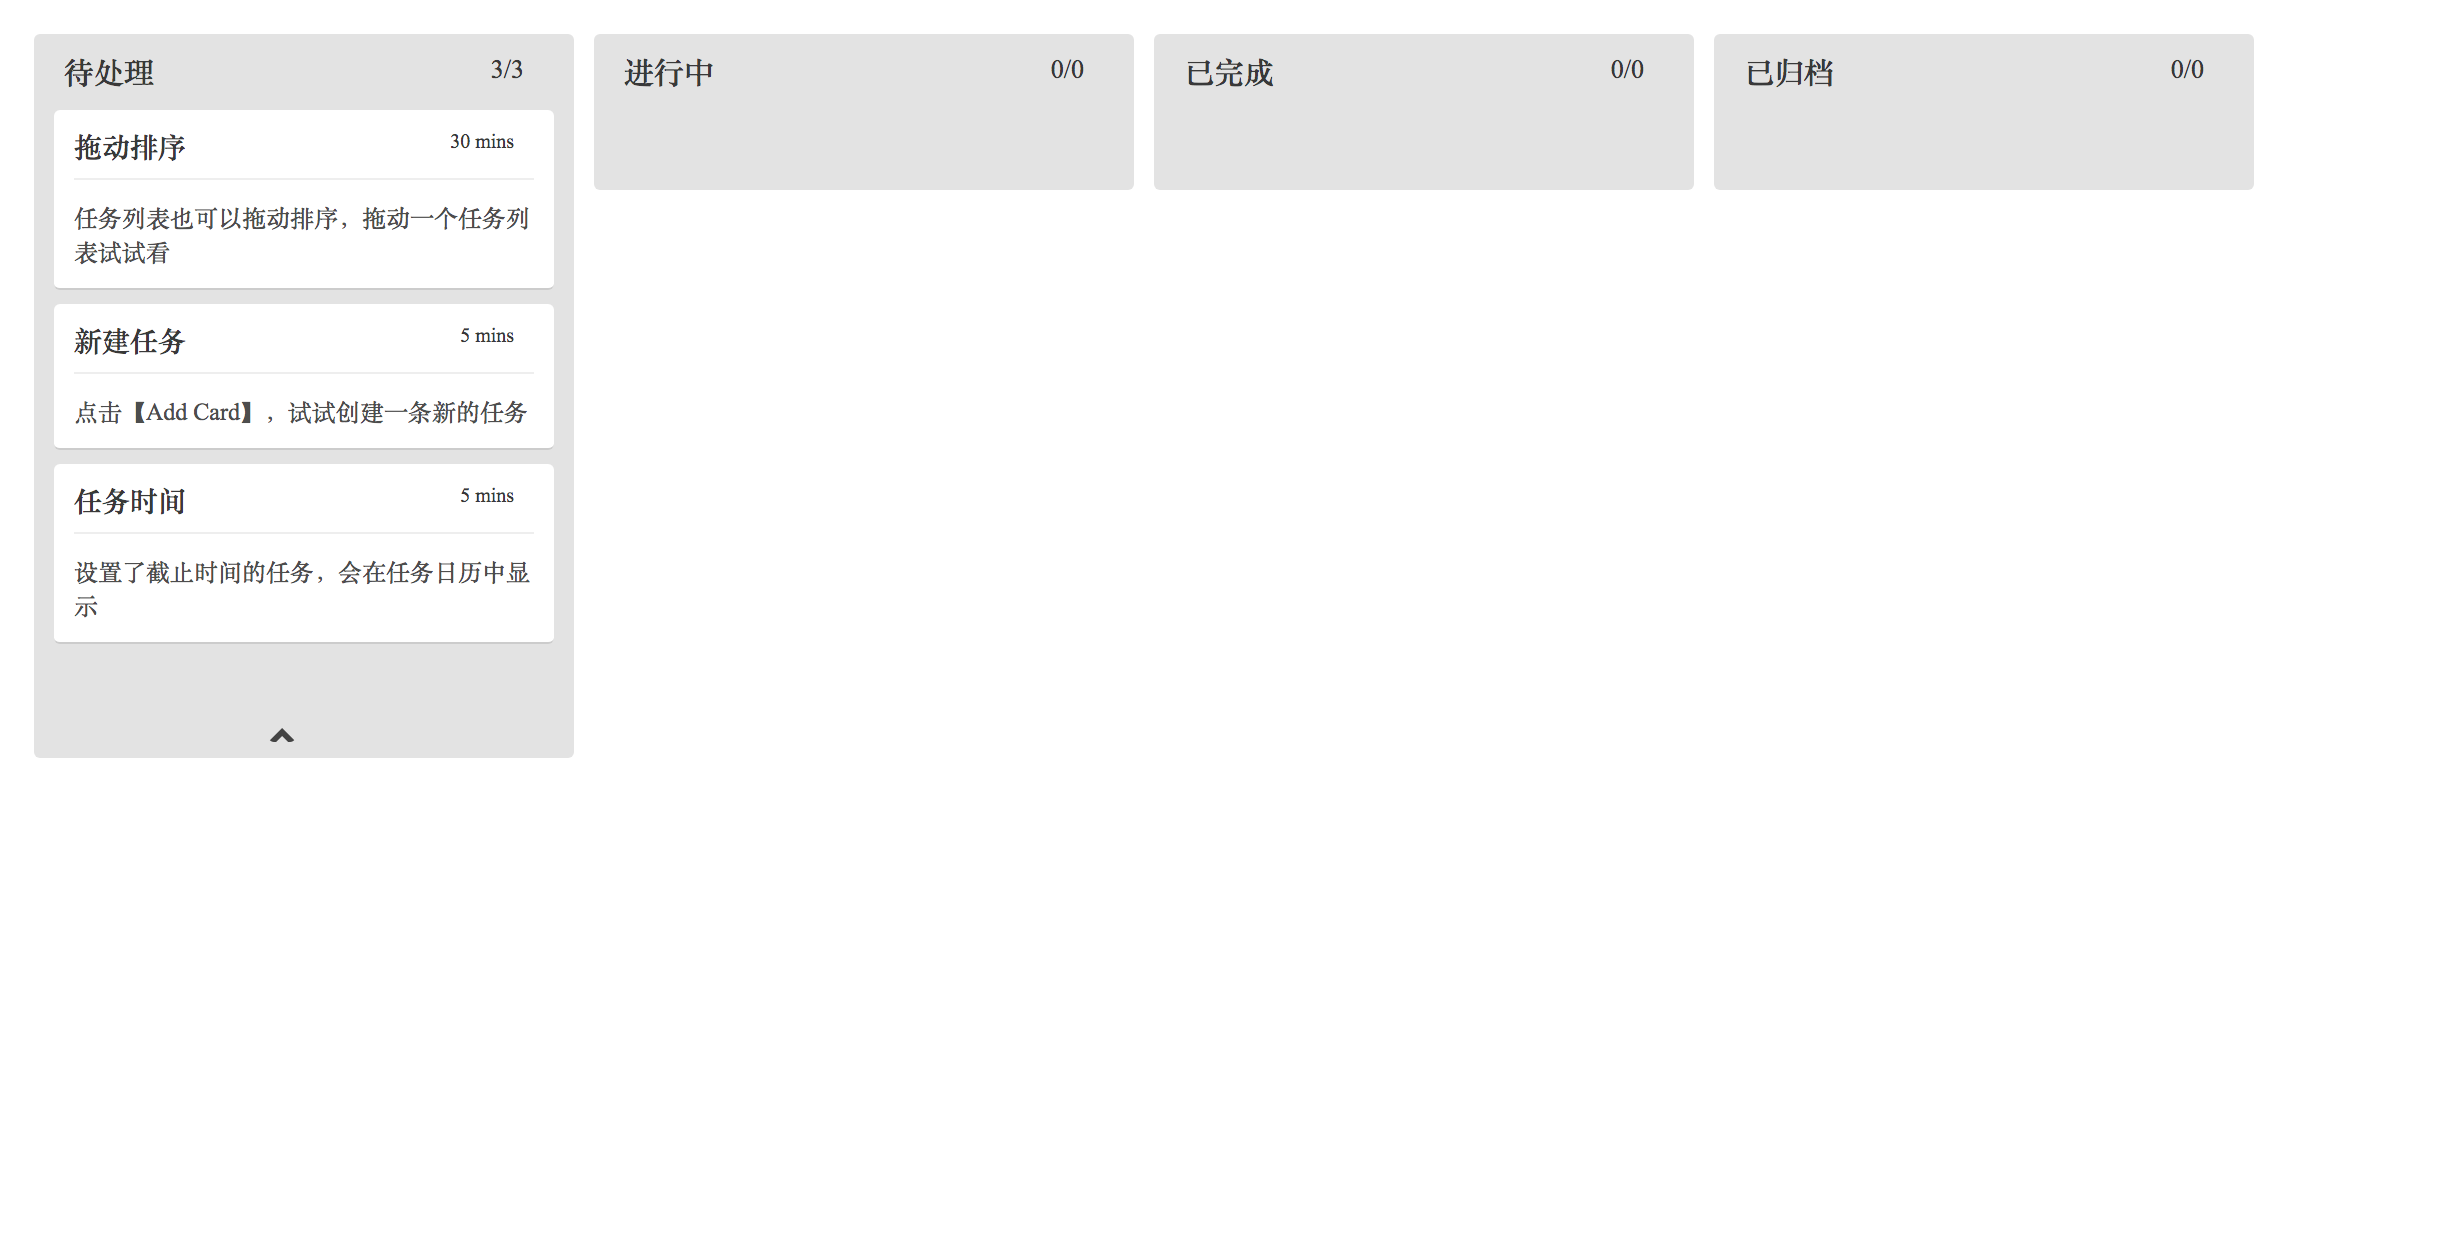 待处理 3/3
拖动排序 30 mins
任务列表也可以拖动排序，拖动一个任务列
表试试看
新建任务 5 mins
点击【Add Card】，试试创建一条新的任务
任务时间 5 mins
设置了截止时间的任务，会在任务日历中显
示
进行中 0/0
已完成 0/0
已归档 0/0